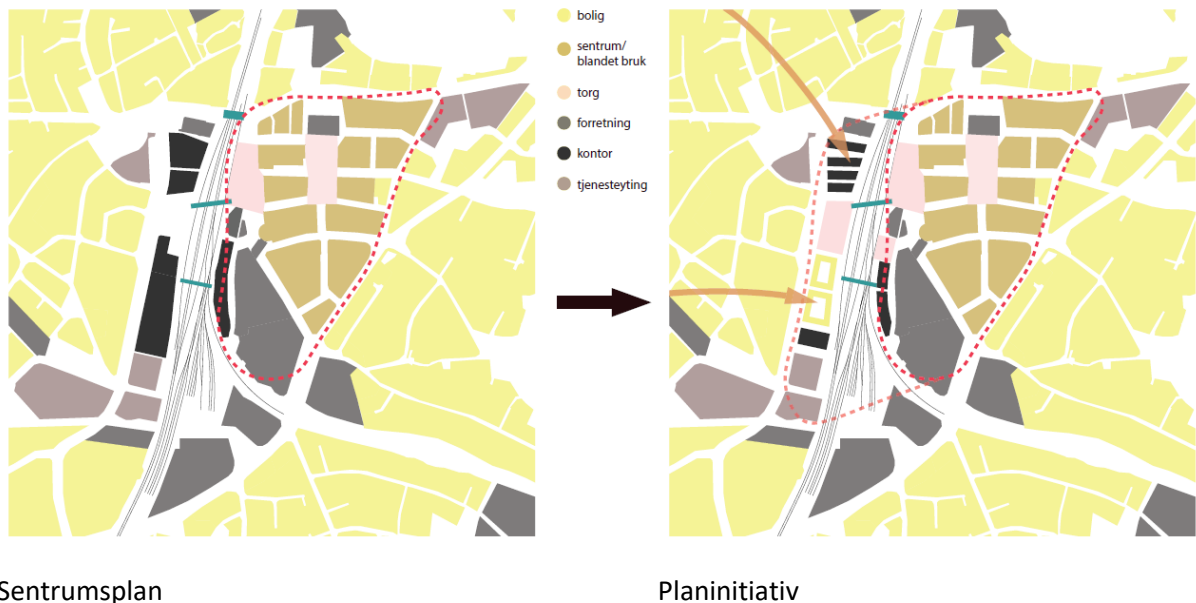 bolig
sentrum/
blandet bruk
torg
forretning
kontor
tjenesteyting
Sentrumsplan
Planinitiativ